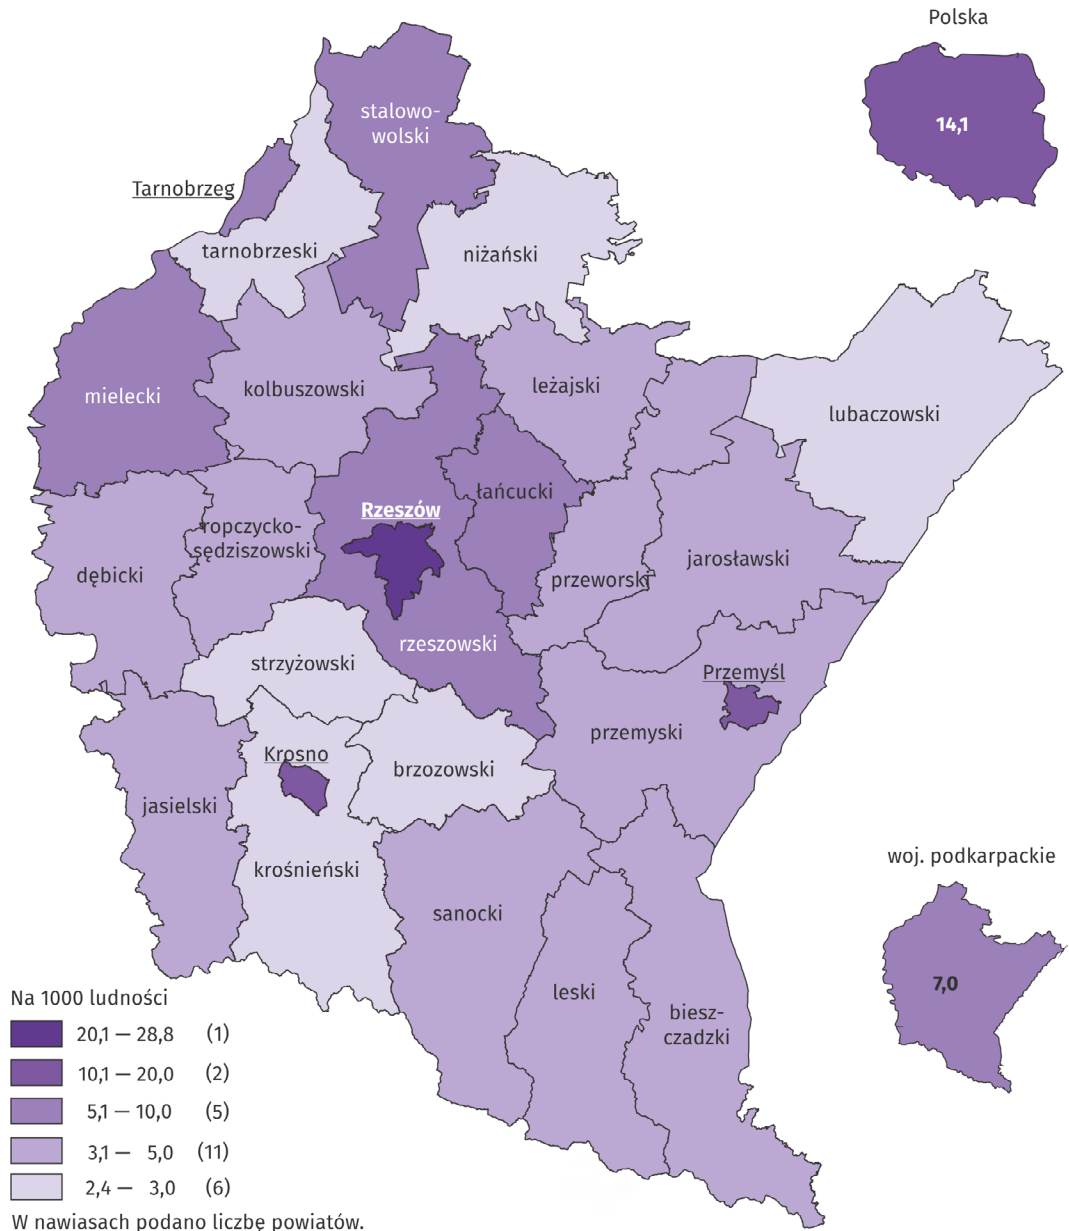 Polska
14,1
stalowo-
wolski
Tarnobrzeg
tarnobrzeski
niżański
mielecki
kolbuszowski
leżajski
lubaczowski
łańcucki
Rzeszów
ropczycko-
sędziszowski
dębicki
przeworski
jarosławski
rzeszowski
strzyżowski
Przemyśl
przemyski
Krosno
brzozowski
jasielski
krośnieński
sanocki
leski
biesz-
czadzki
woj. podkarpackie
7,0
Na 1000 ludności
20,1 — 28,8 (1)
10,1 — 20,0 (2)
5,1 — 10,0 (5)
3,1 — 5,0 (11)
2,4 — 3,0 (6)
W nawiasach podano liczbę powiatów.